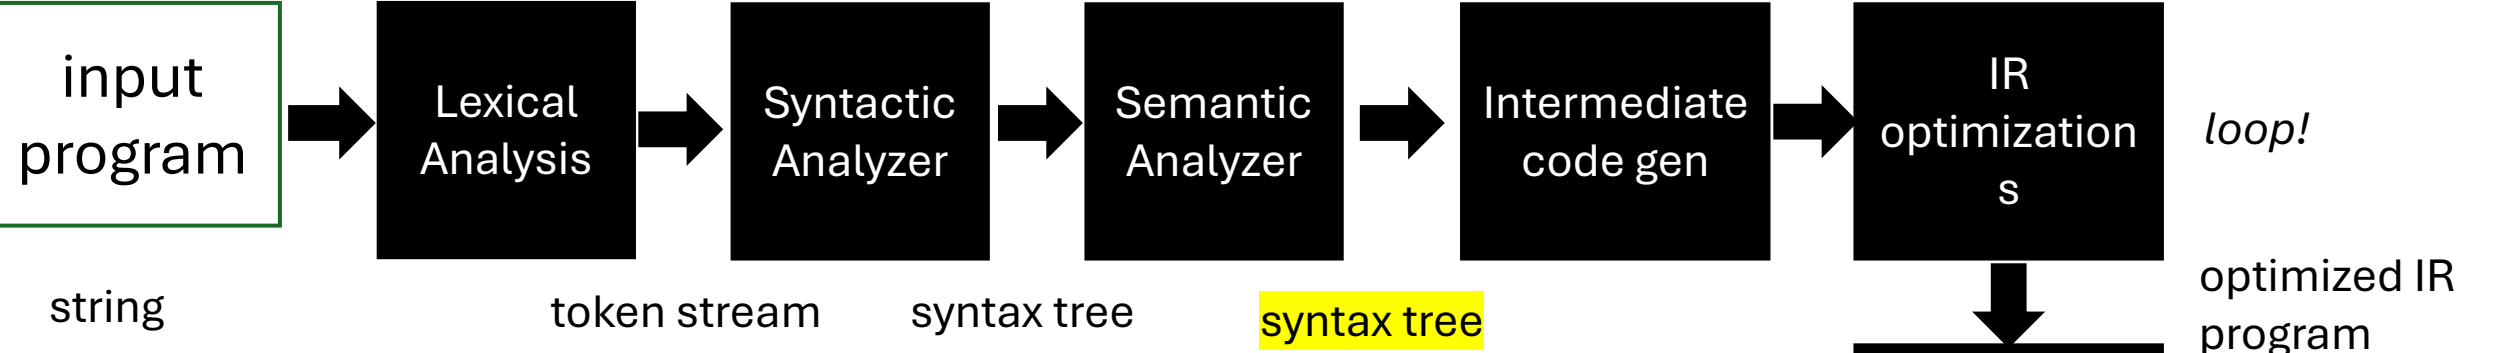 input
program
Lexical
Analysis
Syntactic
Analyzer
Semantic
Analyzer
Intermediate
code gen
IR
optimization
s
loop!
string
token stream
syntax tree
syntax tree
optimized IR
program